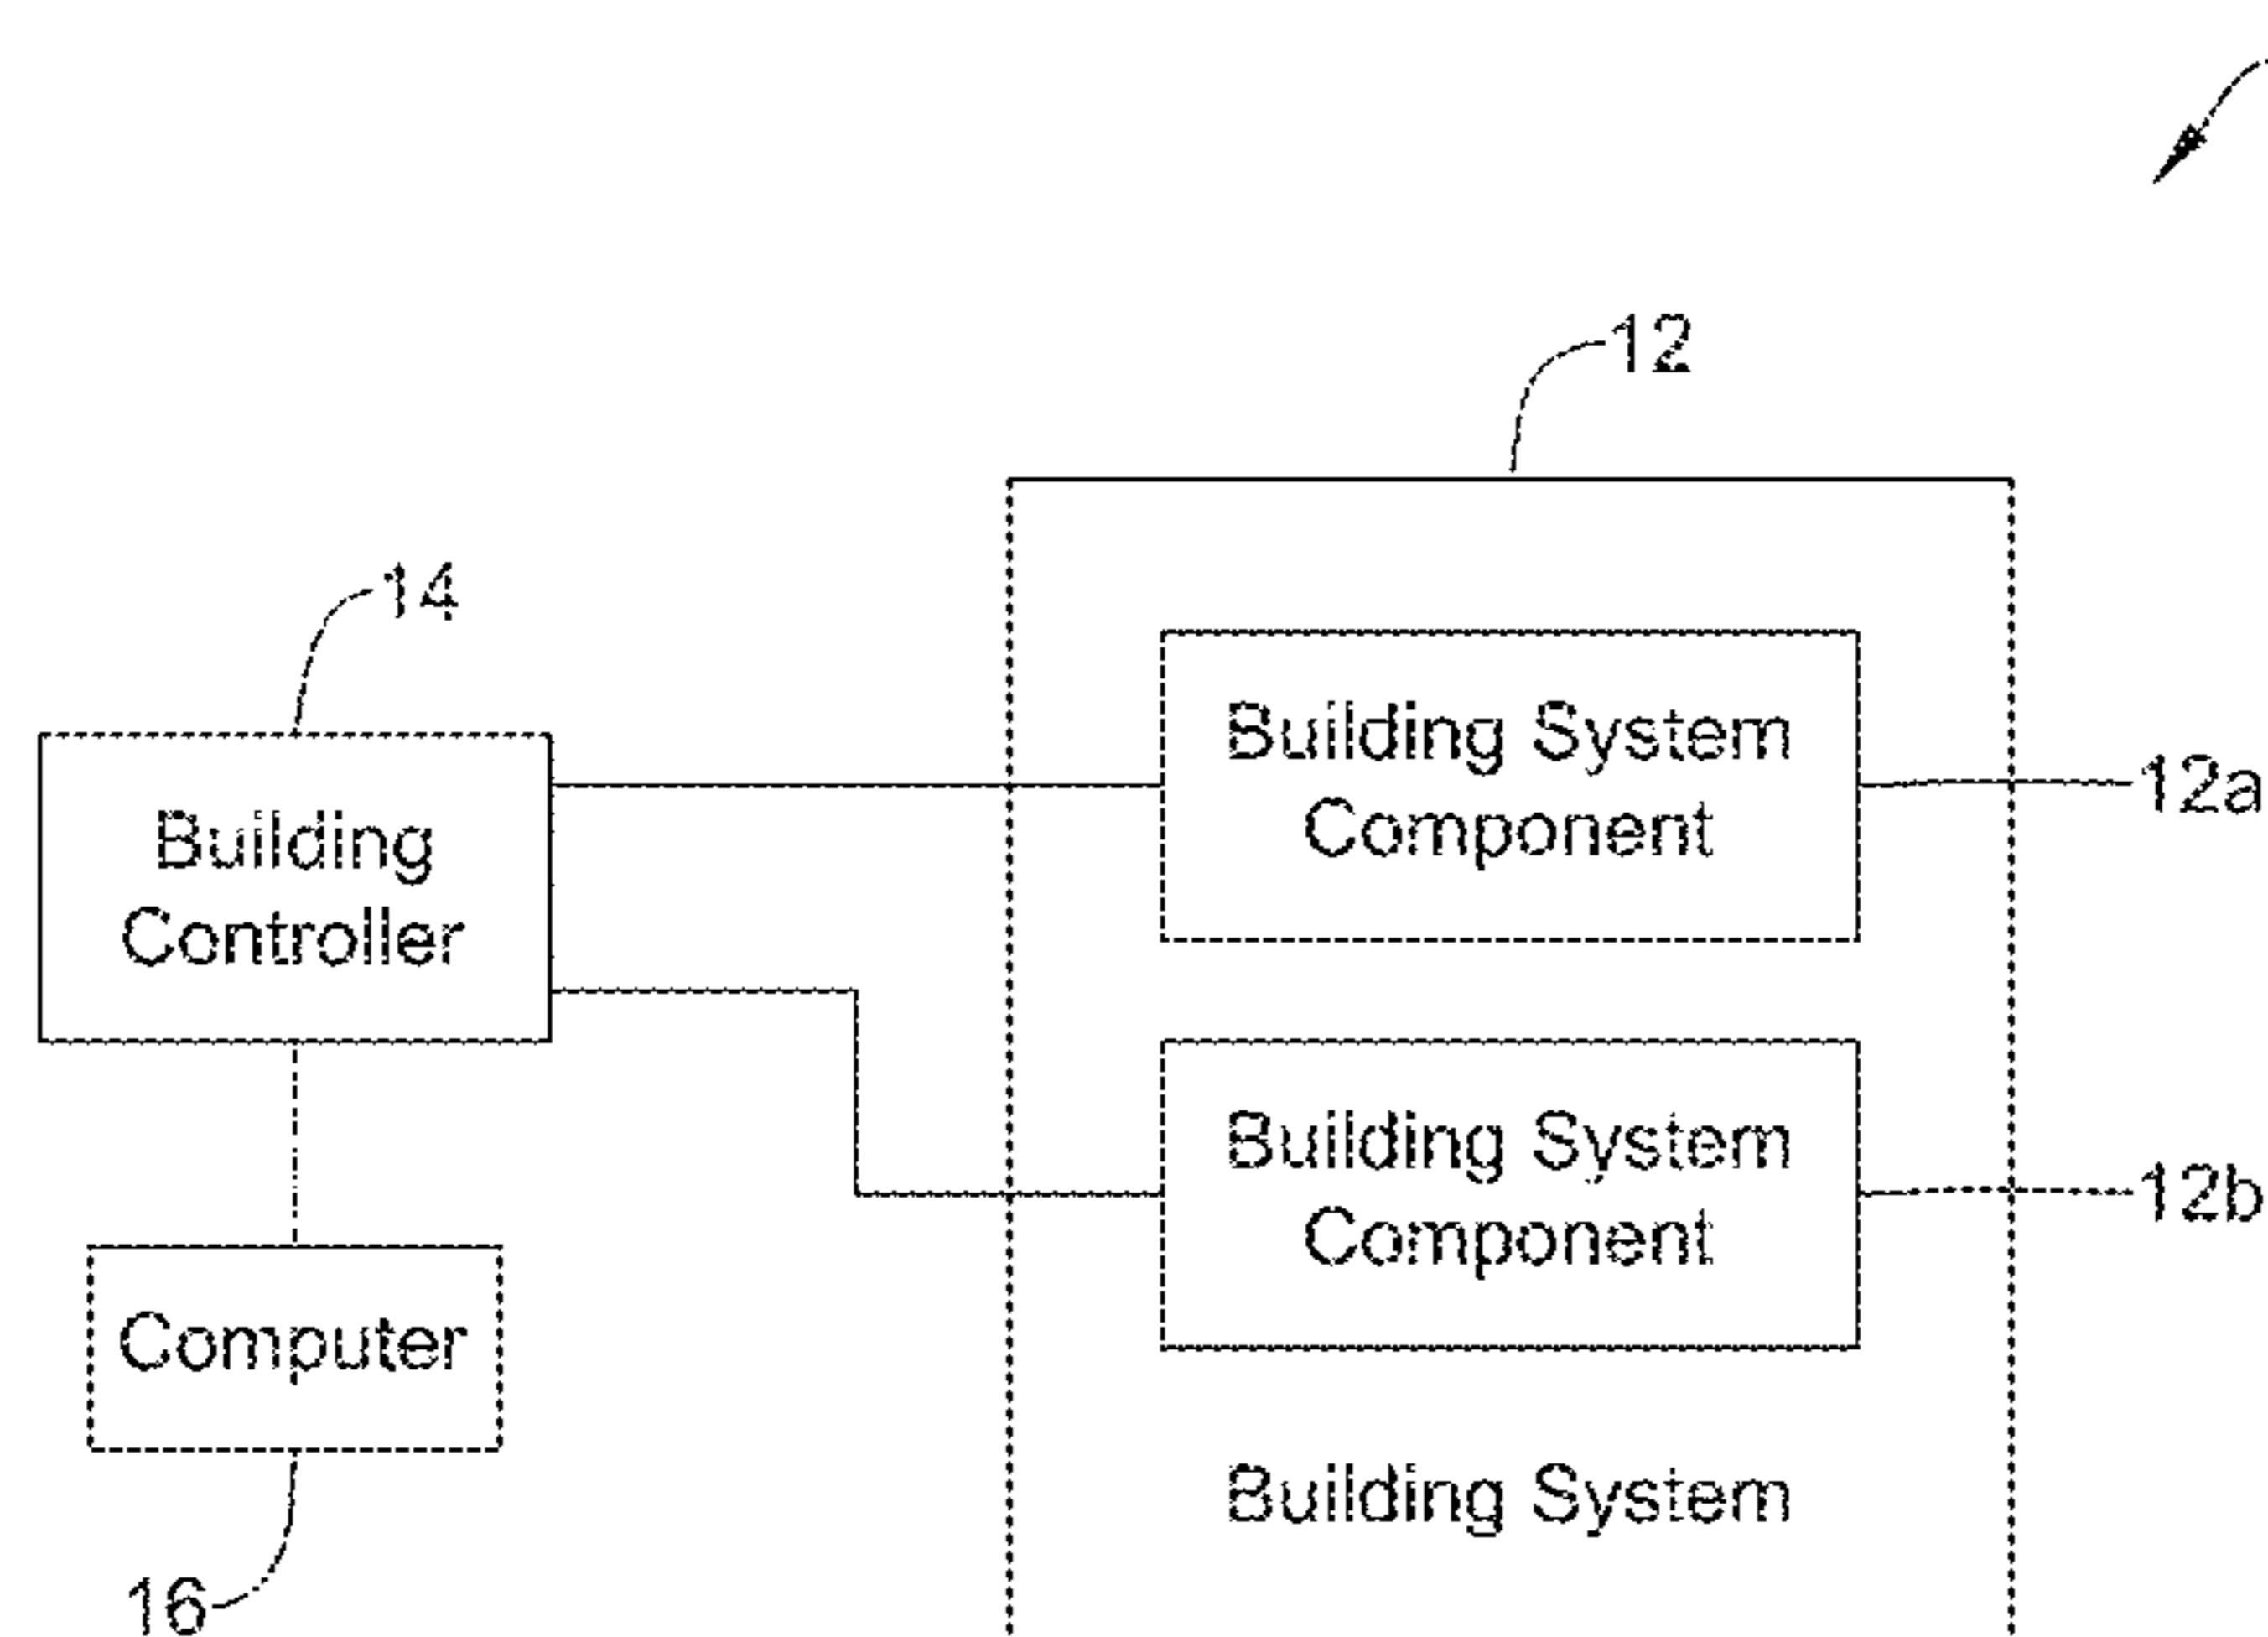 12
14
Building System
Component
12a
Building
Controller
Building System
Component
12b
Computer
Building System
16